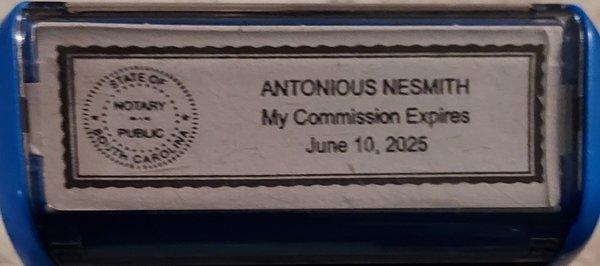 STATE OF
NOTARY
PUBLIC
SOUTH CAROLINA
ANTONIOUS NESMITH
My Commission Expires
June 10, 2025